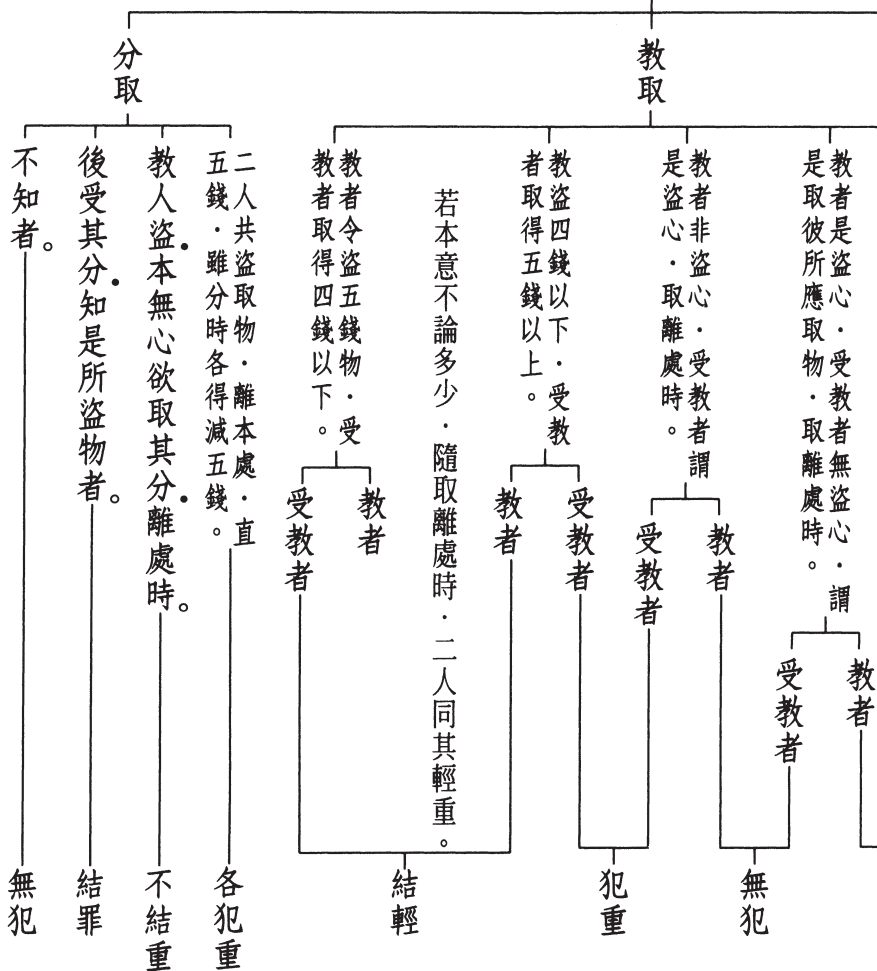 教取
教者是盜心．受教者無盜心．謂
是取彼所應取物．取離處時。
教者
受教者
教者非盜心．受教者謂
是盜心．取離處時。
教者
受教者
無犯
教盜四錢以下．受教
者取得五錢以上。
受教者
教者
犯重
若本意不論多少．隨取離處時．二人同其輕重。
教者令盜五錢物．受
教者取得四錢以下。
教者
受教者
結輕
分取
二人共盜取物．離本處．直
五錢．雖分時各得減五錢。
各犯重
教人盜．本無心欲取其分．離處時。
不結重
後受其分．知是所盜物者。
結罪
不知者。
無犯